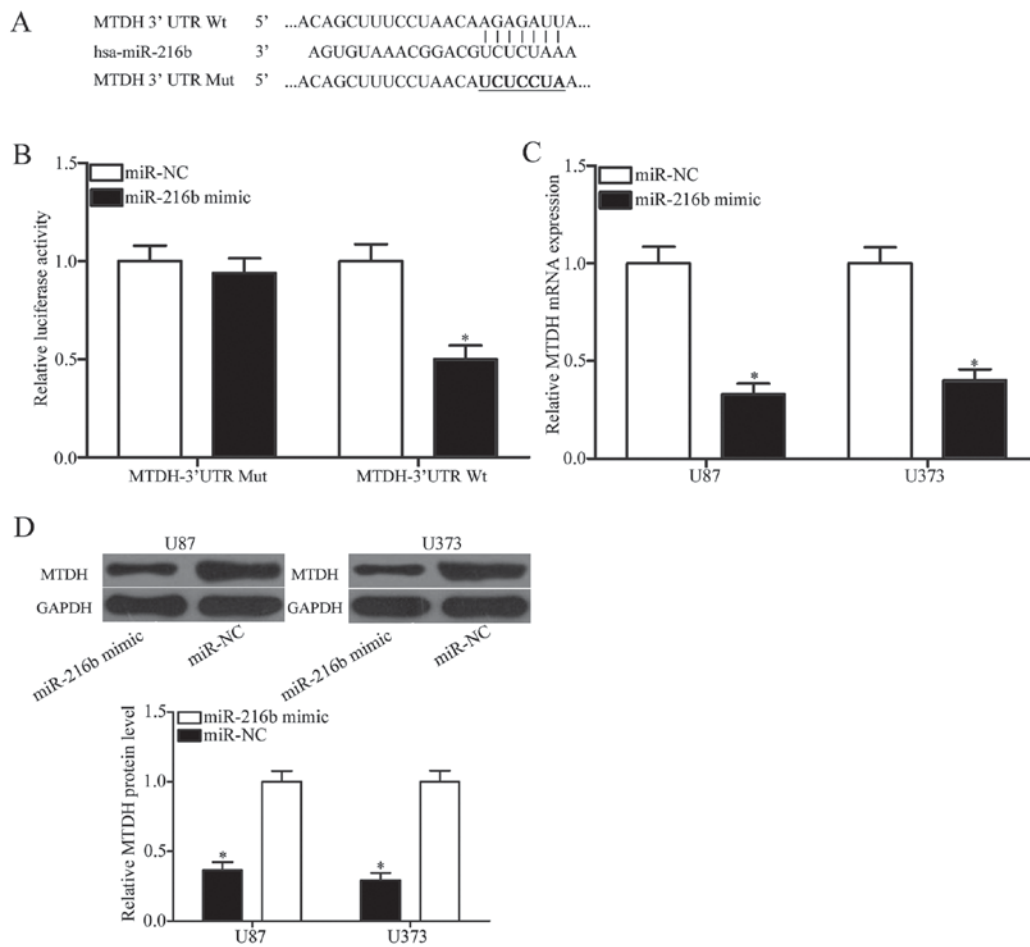 A
MTDH 3’ UTR Wt 5’ ...ACAGCUUUCCUAACAAGAGAUUA...
hsa-miR-216b 3’ AGUGUAAACGGACGUCUCUAAA
MTDH 3’ UTR Mut 5’ ...ACAGCUUUCCUAACAUCUCCUAA...
B
1.5
1.0
0.5
0.0
Relative luciferase activity
miR-NC
miR-216b mimic
*
MTDH-3’UTR Mut
MTDH-3’UTR Wt
C
1.5
1.0
0.5
0.0
Relative MTDH mRNA expression
miR-NC
miR-216b mimic
*
*
U87
U373
D
U87
MTDH
GAPDH
miR-216b mimic
miR-NC
U373
MTDH
GAPDH
miR-216b mimic
miR-NC
1.5
1.0
0.5
0.0
Relative MTDH protein level
miR-216b mimic
miR-NC
*
*
U87
U373